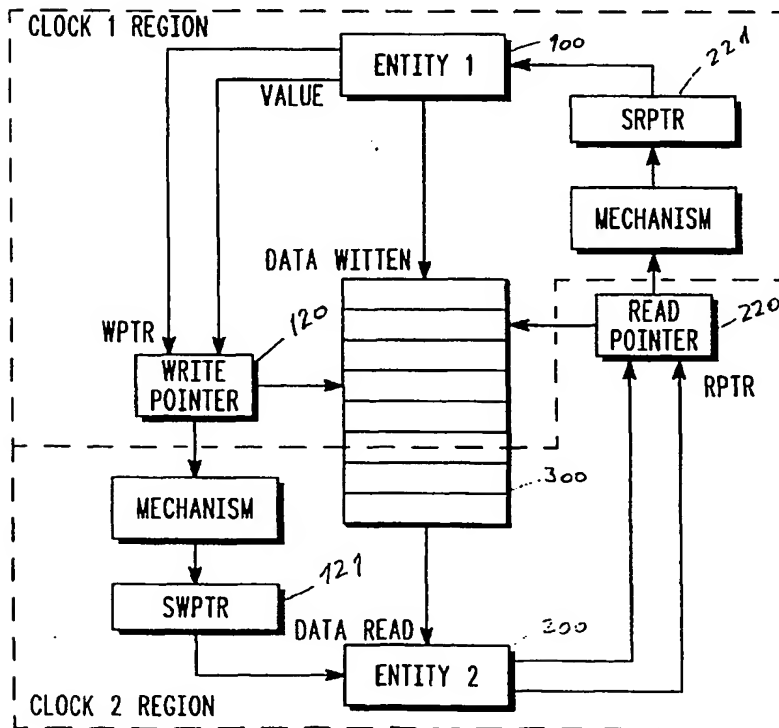 CLOCK 1 REGION
ENTITY 1
100
VALUE
221
SRPTR
MECHANISM
DATA WITTEN
WPTR
120
WRITE
POINTER
READ
POINTER
220
RPTR
MECHANISM
300
SWPTR
121
DATA READ
200
ENTITY 2
CLOCK 2 REGION